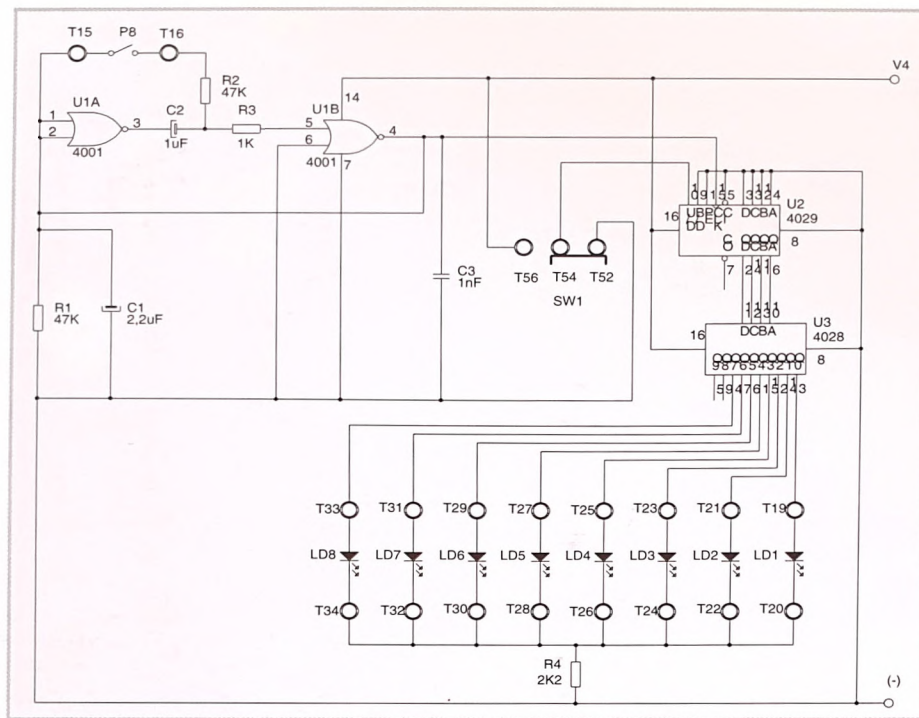 T15 P8 T16
V4
R2
47K
U1A
C2
R3
U1B
14
1
2
3
5
6
4
4001
1uF
1K
4001
7
U2
4029
16
8
DCBA
DCBA
7
T56
T54
T52
SW1
C3
1nF
R1
47K
C1
2,2uF
U3
4028
16
DCBA
8
9876543210
T33 T31 T29 T27 T25 T23 T21 T19
LD8 LD7 LD6 LD5 LD4 LD3 LD2 LD1
T34 T32 T30 T28 T26 T24 T22 T20
R4
2K2
(-)